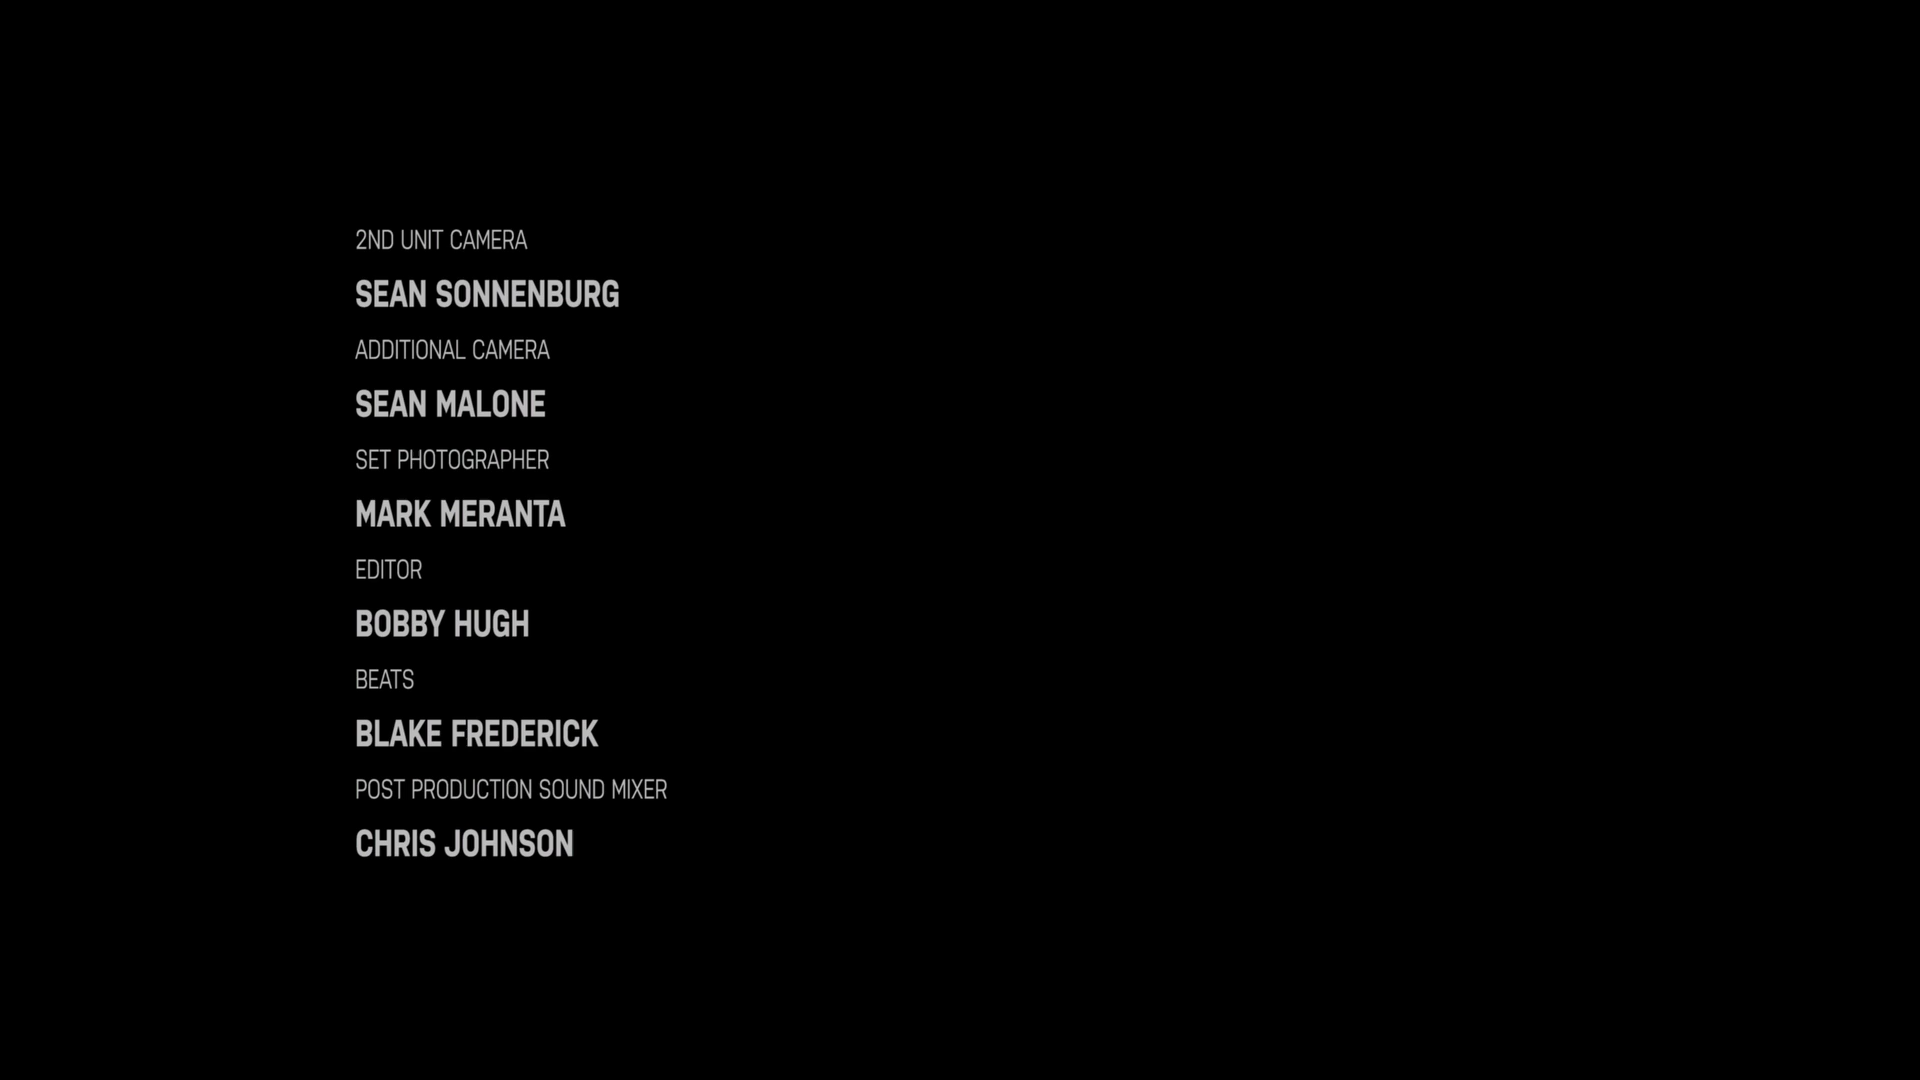 2ND UNIT CAMERA
SEAN SONNENBURG
ADDITIONAL CAMERA
SEAN MALONE
SET PHOTOGRAPHER
MARK MERANTA
EDITOR
BOBBY HUGH
BEATS
BLAKE FREDERICK
POST PRODUCTION SOUND MIXER
CHRIS JOHNSON